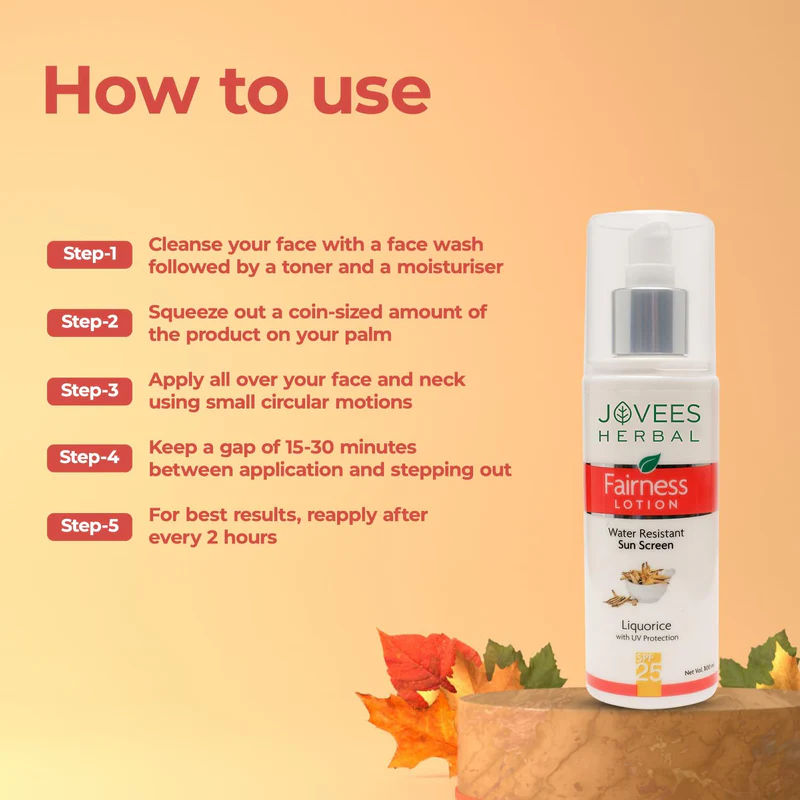 How to use
Step-1
Cleanse your face with a face wash
followed by a toner and a moisturiser
Step-2
Squeeze out a coin-sized amount of
the product on your palm
Step-3
Apply all over your face and neck
using small circular motions
Step-4
Keep a gap of 15-30 minutes
between application and stepping out
Step-5
For best results, reapply after
every 2 hours
JOVEES
HERBAL
Fairness
LOTION
Water Resistant
Sun Screen
Liquorice
with UV Protection
SPF
25
Net Vol.